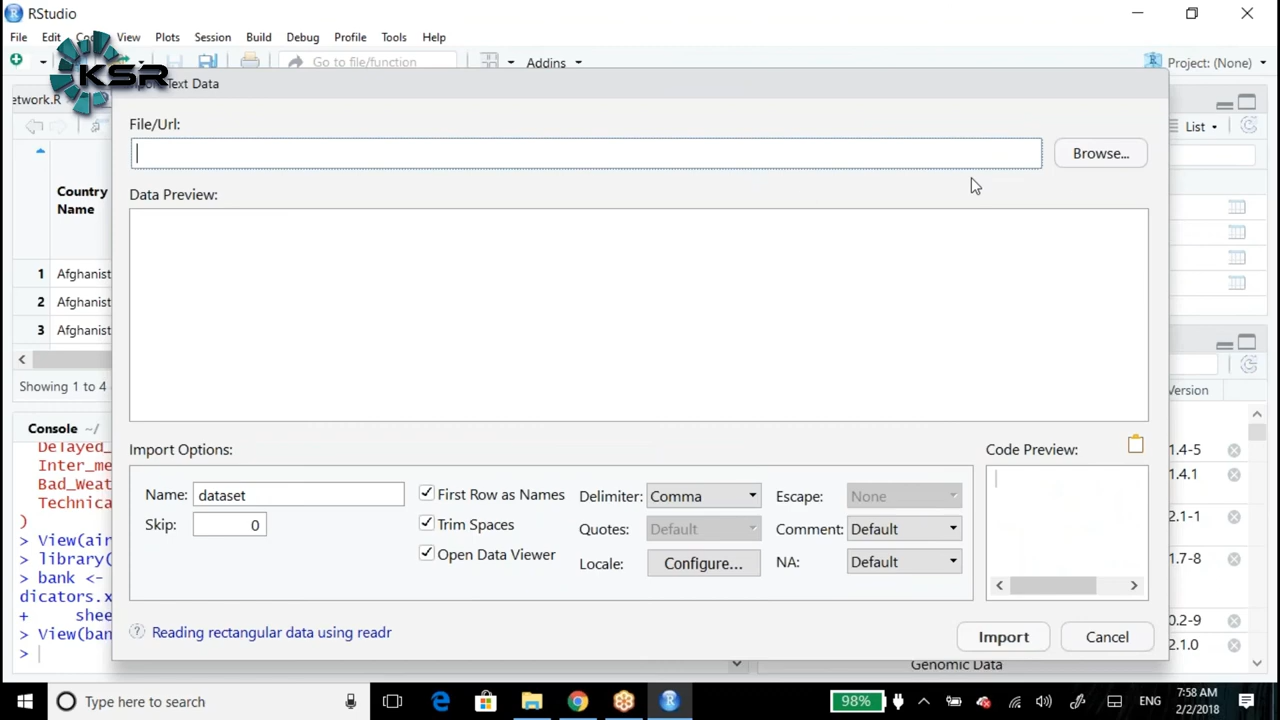 RStudio
File Edit Code View Plots Session Build Debug Profile Tools Help
Go to file/function Addins Project: (None)
KSR
Text Data
etwork.R
File/Url:
Browse...
List
Data Preview:
Country
Name
1 Afghanist
2 Afghanist
3 Afghanist
Showing 1 to 4
Version
Console ~/
Import Options:
Code Preview:
Delayed_
Inter_me
Bad_Weat
Technica
)
> View(air
> library(
> bank <-
dicators.x
+ shee
> View(ban
>
Name: dataset
Skip: 0
First Row as Names
Trim Spaces
Open Data Viewer
Delimiter: Comma
Quotes: Default
Locale: Configure...
Escape: None
Comment: Default
NA: Default
1.4-5
1.4.1
2.1-1
1.7-8
0.2-9
2.1.0
? Reading rectangular data using readr
Import Cancel
Genomic Data
Type here to search
98%
ENG
7:58 AM
2/2/2018